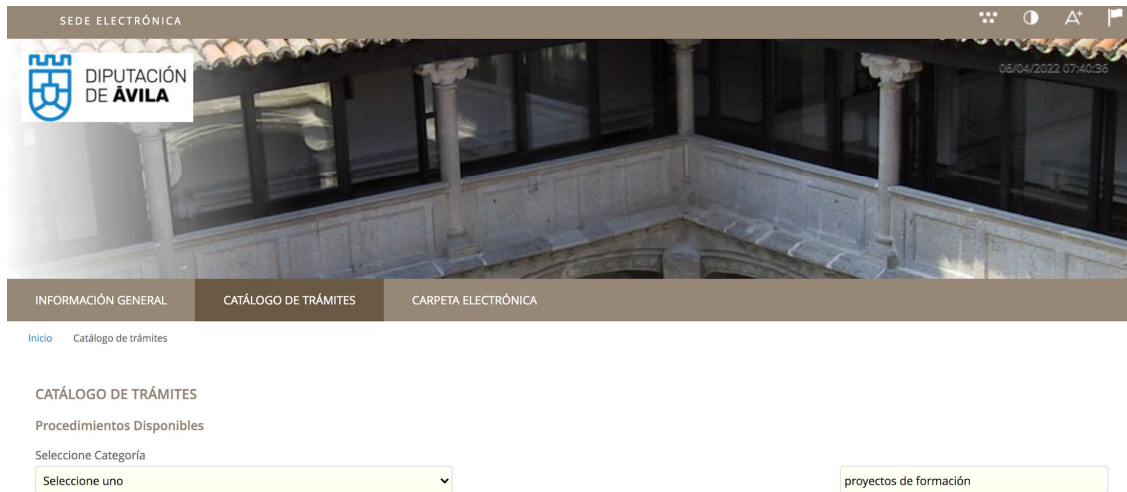 SEDE ELECTRÓNICA
A+
DIPUTACIÓN
DE ÁVILA
06/04/2022 07:40:36
INFORMACIÓN GENERAL CATÁLOGO DE TRÁMITES CARPETA ELECTRÓNICA
Inicio Catálogo de trámites
CATÁLOGO DE TRÁMITES
Procedimientos Disponibles
Seleccione Categoría
Seleccione uno proyectos de formación